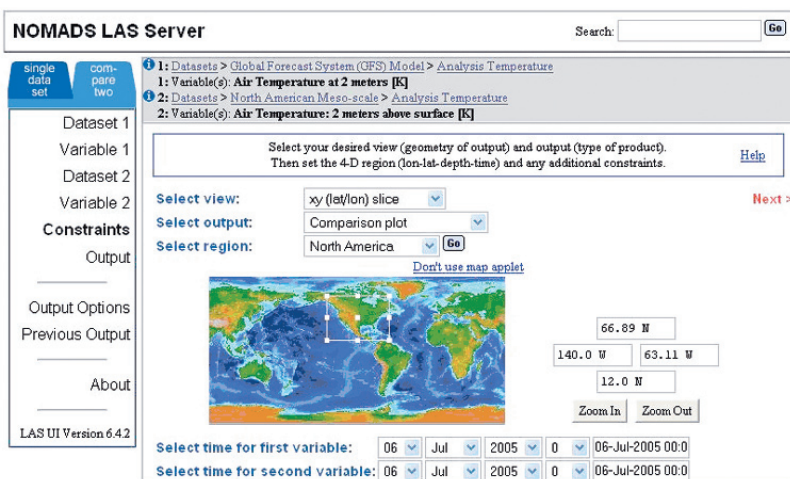 NOMADS LAS Server
Search:
Go
single data set
com-pare two
1: Datasets > Global Forecast System (GFS) Model > Analysis Temperature
1: Variable(s): Air Temperature at 2 meters [K]
2: Datasets > North American Meso-scale > Analysis Temperature
2: Variable(s): Air Temperature: 2 meters above surface [K]
Dataset 1
Variable 1
Dataset 2
Variable 2
Constraints
Output
Output Options
Previous Output
About
LAS UI Version 6.4.2
Select your desired view (geometry of output) and output (type of product).
Then set the 4-D region (lon-lat-depth-time) and any additional constraints.
Help
Select view: xy (lat/lon) slice
Next >
Select output: Comparison plot
Select region: North America Go
Don't use map applet
66.89 N
140.0 W 63.11 W
12.0 N
Zoom In Zoom Out
Select time for first variable: 06 Jul 2005 0 06-Jul-2005 00:0
Select time for second variable: 06 Jul 2005 0 06-Jul-2005 00:0